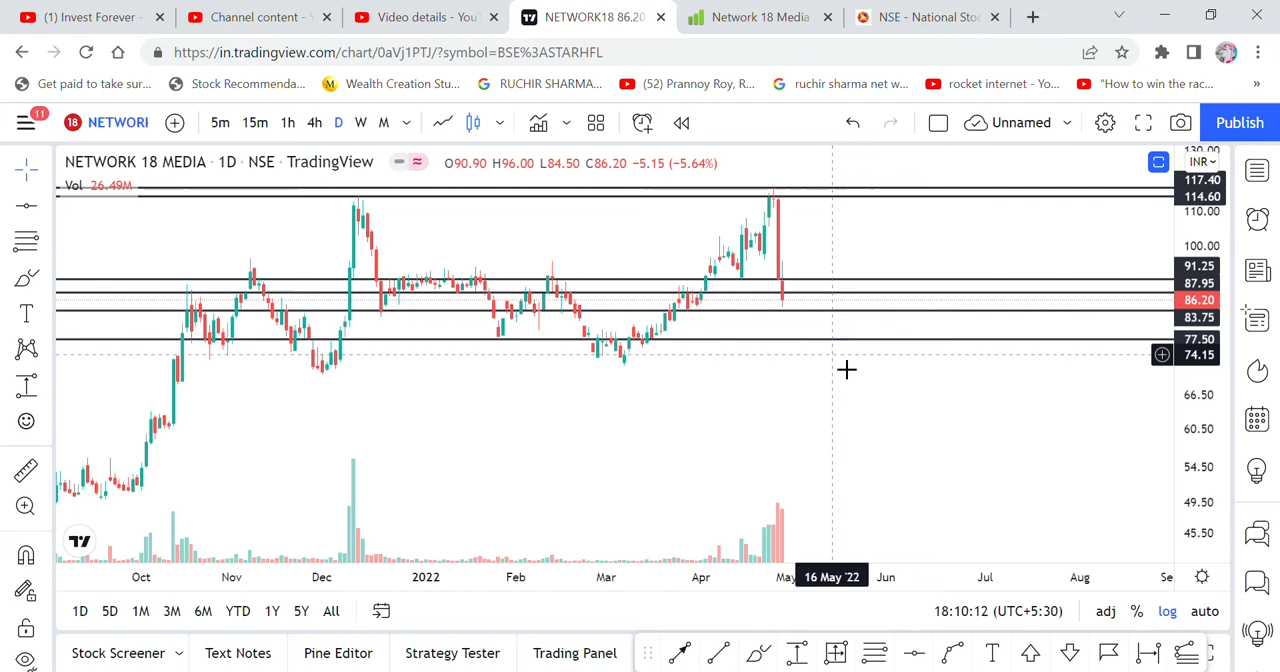 (1) Invest Forever -
Channel content -
Video details - YouT
NETWORK18 86.20
Network 18 Media
NSE - National Stoc
https://in.tradingview.com/chart/0aVj1PTJ/?symbol=BSE%3ASTARHFL
Get paid to take sur...
Stock Recommenda...
M
Wealth Creation Stu...
RUCHIR SHARMA...
(52) Prannoy Roy, R...
ruchir sharma net w...
rocket internet - Yo...
"How to win the rac...
»
11
18 NETWORK
5m 15m 1h 4h D W M
Unnamed
Publish
NETWORK 18 MEDIA · 1D · NSE · TradingView
O90.90 H96.00 L84.50 C86.20 −5.15 (−5.64%)
Vol 26.49M
INR
130.00
117.40
114.60
110.00
100.00
91.25
87.95
86.20
83.75
77.50
74.15
66.50
60.50
54.50
49.50
45.50
Oct Nov Dec 2022 Feb Mar Apr May 16 May '22 Jun Jul Aug Se
1D 5D 1M 3M 6M YTD 1Y 5Y All
18:10:12 (UTC+5:30) adj % log auto
Stock Screener Text Notes Pine Editor Strategy Tester Trading Panel